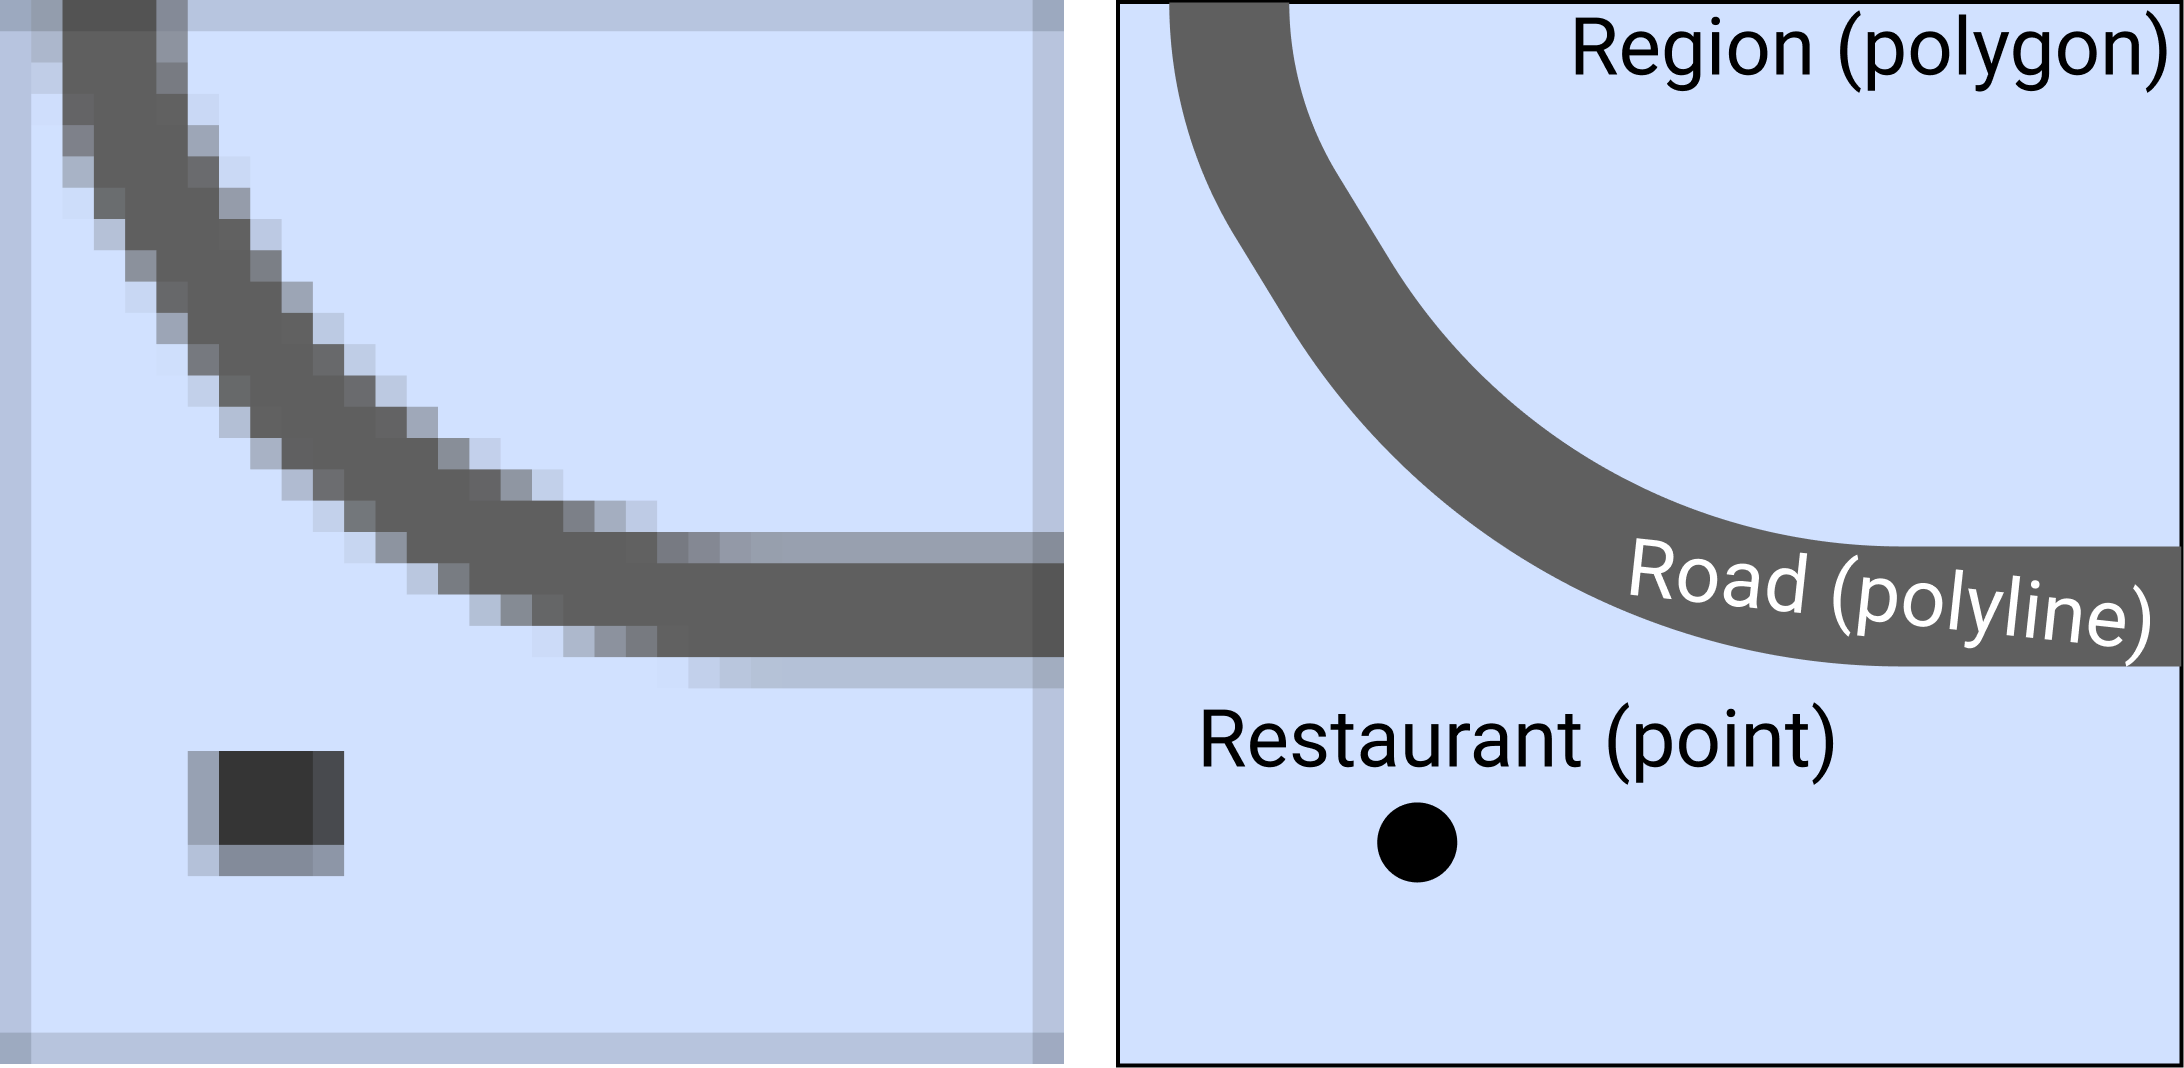 Region (polygon)
Road (polyline)
Restaurant (point)